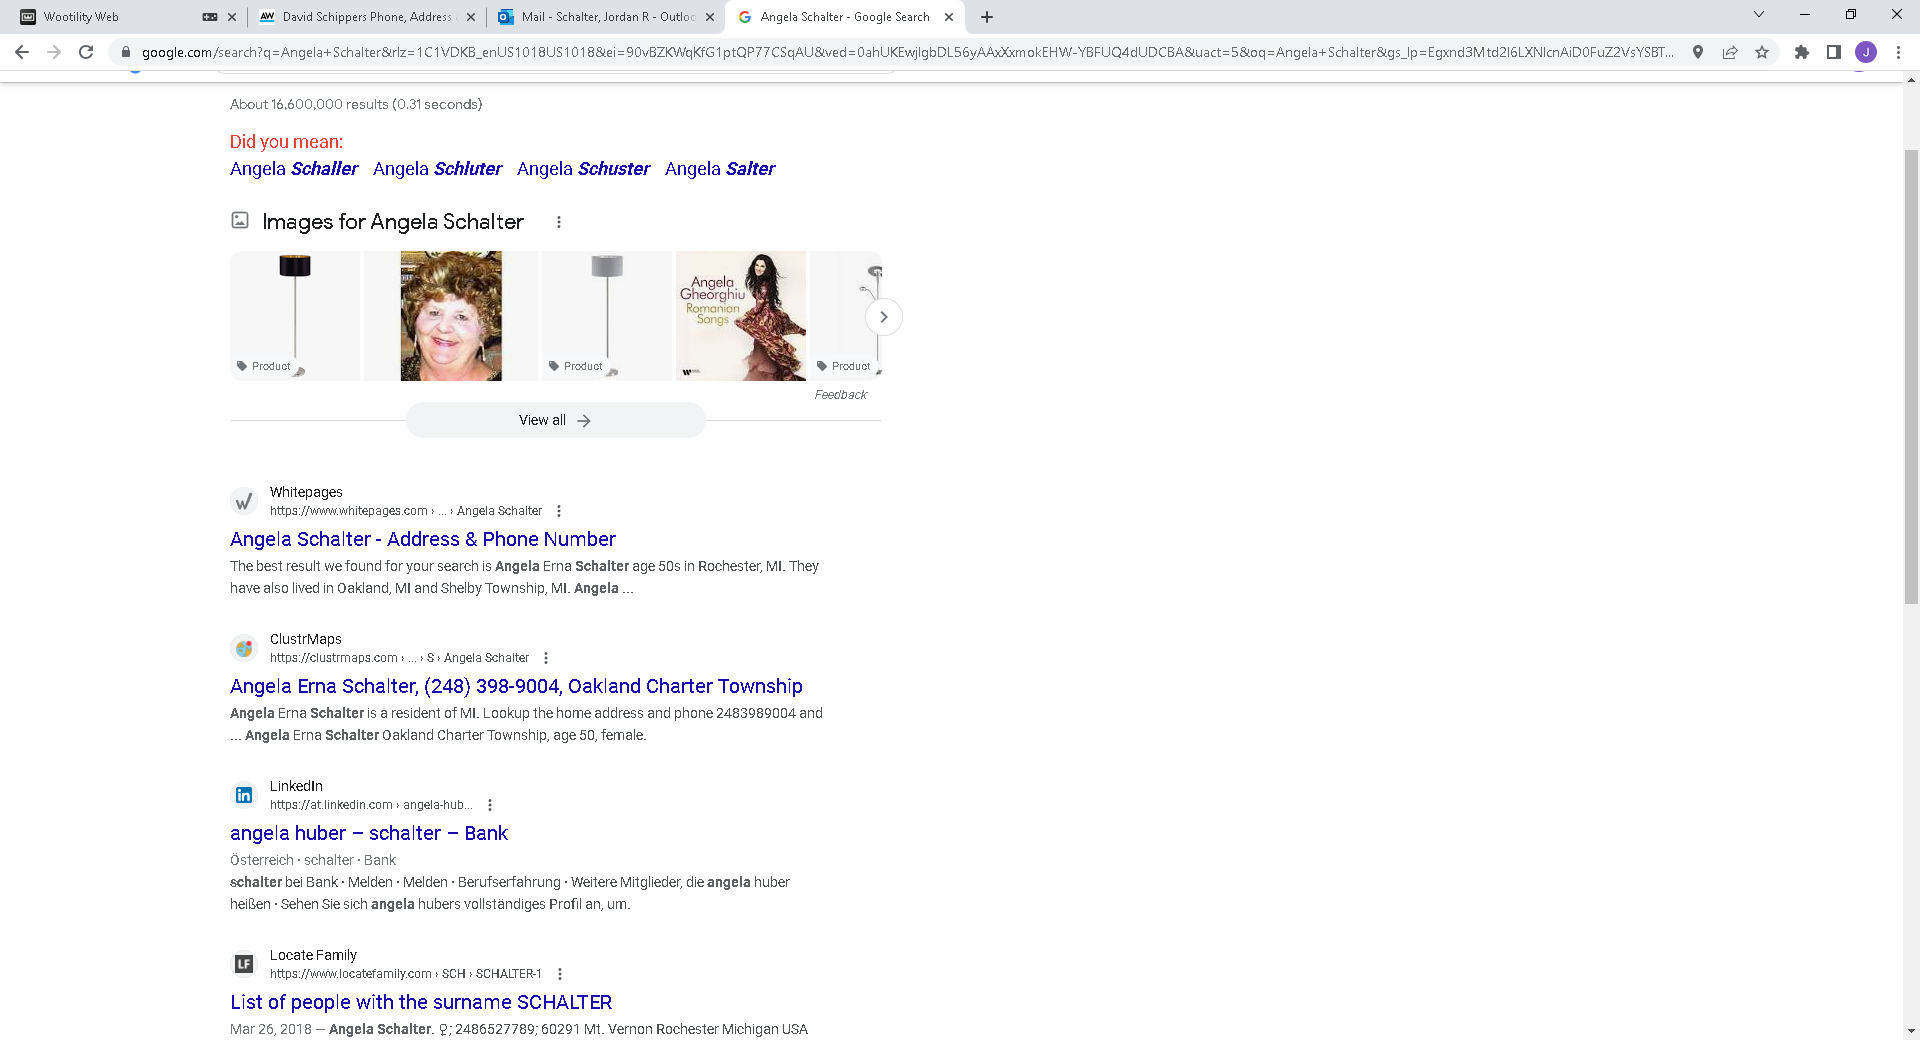 Wootility Web
David Schippers Phone, Address
Mail - Schalter, Jordan R - Outloo
Angela Schalter - Google Search
google.com/search?q=Angela+Schalter&rlz=1C1VDKB_enUS1018US1018&ei=90vBZKWqKfG1ptQP77CSqAU&ved=0ahUKEwjlgbDL56yAAxXxmokEHW-YBFUQ4dUDCBA&uact=5&oq=Angela+Schalter&gs_lp=Egxnd3Mtd2l6LXNlcnAiD0FuZ2VsYSBT...
J
About 16,600,000 results (0.31 seconds)
Did you mean:
Angela Schaller Angela Schluter Angela Schuster Angela Salter
Images for Angela Schalter
Angela
Gheorghiu
Romanian
Songs
Product
Product
Product
Feedback
View all
Whitepages
https://www.whitepages.com › ... › Angela Schalter
Angela Schalter - Address & Phone Number
The best result we found for your search is Angela Erna Schalter age 50s in Rochester, MI. They
have also lived in Oakland, MI and Shelby Township, MI. Angela ...
ClustrMaps
https://clustrmaps.com › ... › S › Angela Schalter
Angela Erna Schalter, (248) 398-9004, Oakland Charter Township
Angela Erna Schalter is a resident of MI. Lookup the home address and phone 2483989004 and
... Angela Erna Schalter Oakland Charter Township, age 50, female.
LinkedIn
https://at.linkedin.com › angela-hub...
angela huber – schalter – Bank
Österreich · schalter · Bank
schalter bei Bank · Melden · Melden · Berufserfahrung · Weitere Mitglieder, die angela huber
heißen · Sehen Sie sich angela hubers vollständiges Profil an, um.
LF
Locate Family
https://www.locatefamily.com › SCH › SCHALTER-1
List of people with the surname SCHALTER
Mar 26, 2018 — Angela Schalter. ♀; 2486527789; 60291 Mt. Vernon Rochester Michigan USA